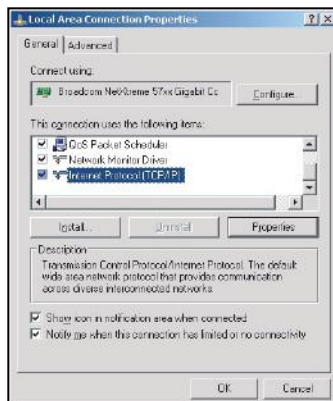 Local Area Connection Properties
General Advanced
Connect using:
Broadcom NetXtreme 57xx Gigabit Cc
Configure...
This connection uses the following items:
QoS Packet Scheduler
Network Monitor Driver
Internet Protocol (TCP/IP)
Install... Uninstall Properties
Description
Transmission Control Protocol/Internet Protocol. The default
wide area network protocol that provides communication
across diverse interconnected networks.
Show icon in notification area when connected
Notify me when this connection has limited or no connectivity
OK Cancel